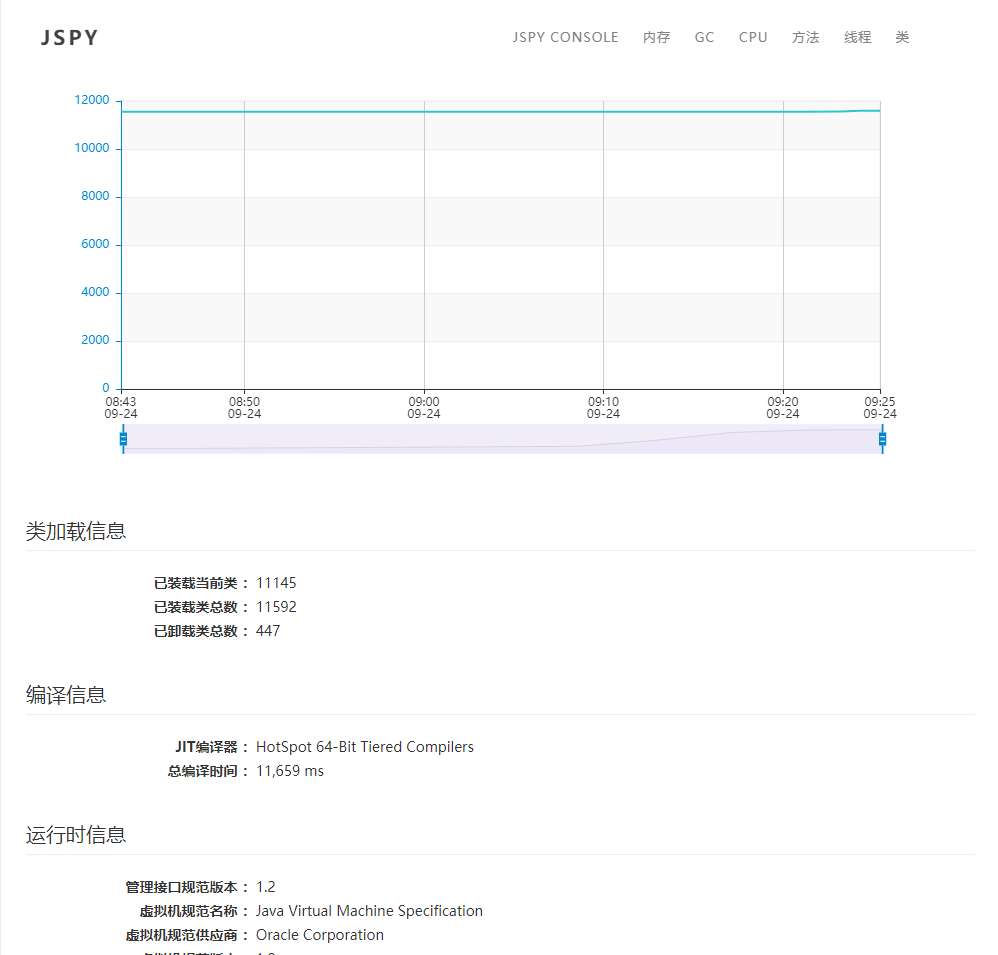 JSPY
JSPY CONSOLE 内存 GC CPU 方法 线程 类
12000
10000
8000
6000
4000
2000
0
08:43 08:50 09:00 09:10 09:20 09:25
09-24 09-24 09-24 09-24 09-24 09-24
类加载信息
已装载当前类： 11145
已装载类总数： 11592
已卸载类总数： 447
编译信息
JIT编译器： HotSpot 64-Bit Tiered Compilers
总编译时间： 11,659 ms
运行时信息
管理接口规范版本： 1.2
虚拟机规范名称： Java Virtual Machine Specification
虚拟机规范供应商： Oracle Corporation